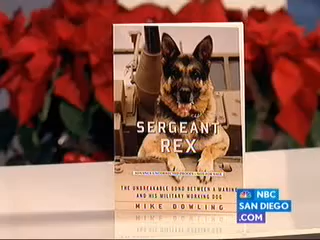 SERGEANT
REX
THE UNBREAKABLE BOND BETWEEN A MARINE
AND HIS MILITARY WORKING DOG
MIKE DOWLING
NBC
SAN DIEGO
.COM